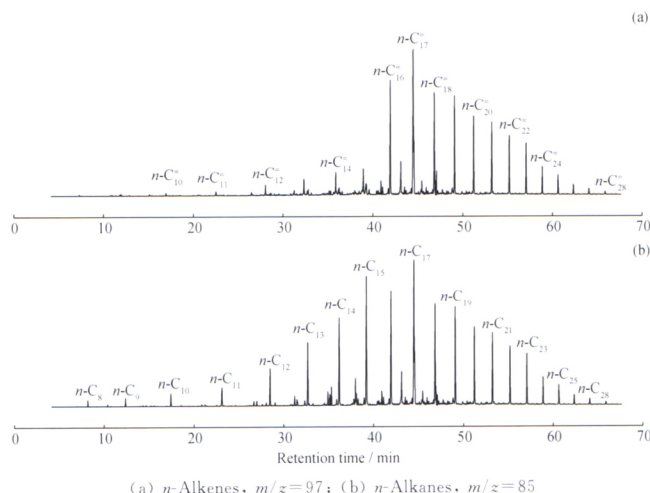 (a)
n-C₁₇⁼
n-C₁₆⁼
n-C₁₈⁼
n-C₂₀⁼
n-C₂₂⁼
n-C₁₀⁼ n-C₁₁⁼ n-C₁₂⁼ n-C₁₄⁼ n-C₂₄⁼ n-C₂₈⁼
0 10 20 30 40 50 60 70
(b)
n-C₁₇
n-C₁₅
n-C₁₄ n-C₁₉
n-C₁₃ n-C₂₁
n-C₁₂ n-C₂₃
n-C₈ n-C₉ n-C₁₀ n-C₁₁ n-C₂₅ n-C₂₈
0 10 20 30 40 50 60 70
Retention time / min
(a) n-Alkenes, m/z=97; (b) n-Alkanes, m/z=85